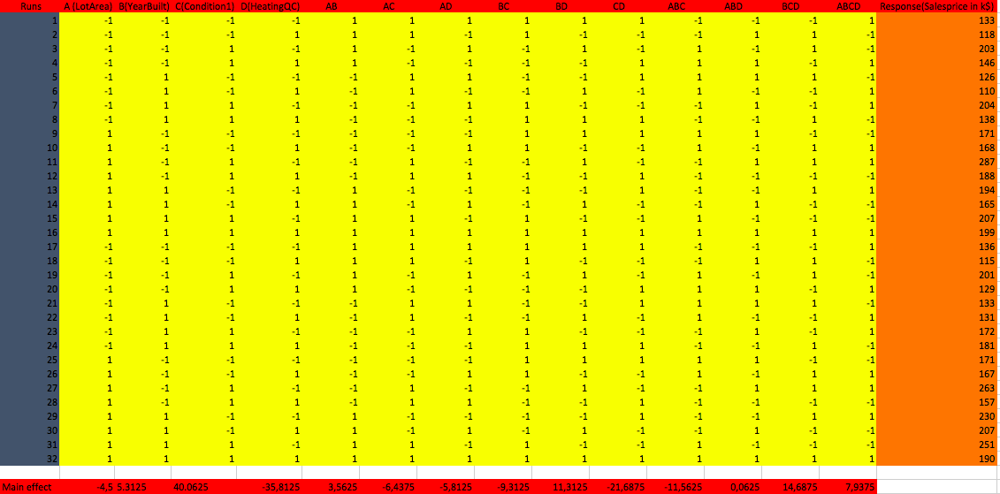 Runs A (LotArea) B(YearBuilt) C(Condition1) D(HeatingQC) AB AC AD BC BD CD ABC ABD BCD ABCD Response(Salesprice in k$)
1 -1 -1 -1 -1 1 1 1 1 1 1 -1 -1 -1 1 133
2 -1 -1 -1 1 1 1 -1 1 -1 -1 -1 1 1 -1 118
3 -1 -1 1 -1 1 -1 1 -1 1 -1 1 -1 1 -1 203
4 -1 -1 1 1 1 -1 -1 -1 -1 1 1 1 -1 1 146
5 -1 1 -1 -1 -1 1 1 -1 -1 1 1 1 1 -1 126
6 -1 1 -1 1 -1 1 -1 -1 1 -1 1 -1 -1 1 110
7 -1 1 1 -1 -1 -1 1 1 -1 -1 -1 1 -1 1 204
8 -1 1 1 1 -1 -1 -1 1 1 1 -1 -1 1 -1 138
9 1 -1 -1 -1 -1 -1 -1 1 1 1 1 1 -1 -1 171
10 1 -1 -1 1 -1 -1 1 1 -1 -1 1 -1 1 1 168
11 1 -1 1 -1 -1 1 -1 -1 1 -1 -1 1 1 1 287
12 1 -1 1 1 -1 1 1 -1 -1 1 -1 -1 -1 -1 188
13 1 1 -1 -1 1 -1 -1 -1 -1 1 -1 -1 1 1 194
14 1 1 -1 1 1 -1 1 -1 1 -1 -1 1 -1 -1 165
15 1 1 1 -1 1 1 -1 1 -1 -1 1 -1 -1 -1 207
16 1 1 1 1 1 1 1 1 1 1 1 1 1 1 199
17 -1 -1 -1 -1 1 1 1 1 1 1 -1 -1 -1 1 136
18 -1 -1 -1 1 1 1 -1 1 -1 -1 -1 1 1 -1 115
19 -1 -1 1 -1 1 -1 1 -1 1 -1 1 -1 1 -1 201
20 -1 -1 1 1 1 -1 -1 -1 -1 1 1 1 -1 1 129
21 -1 1 -1 -1 -1 1 1 -1 -1 1 1 1 1 -1 133
22 -1 1 -1 1 -1 1 -1 -1 1 -1 1 -1 -1 1 131
23 -1 1 1 -1 -1 -1 1 1 -1 -1 -1 1 -1 1 172
24 -1 1 1 1 -1 -1 -1 1 1 1 -1 -1 1 -1 181
25 1 -1 -1 -1 -1 -1 -1 1 1 1 1 1 -1 -1 171
26 1 -1 -1 1 -1 -1 1 1 -1 -1 1 -1 1 1 167
27 1 -1 1 -1 -1 1 -1 -1 1 -1 -1 1 1 1 263
28 1 -1 1 1 -1 1 1 -1 -1 1 -1 -1 -1 -1 157
29 1 1 -1 -1 1 -1 -1 -1 -1 1 -1 -1 1 1 230
30 1 1 -1 1 1 -1 1 -1 1 -1 -1 1 -1 -1 207
31 1 1 1 -1 1 1 -1 1 -1 -1 1 -1 -1 -1 251
32 1 1 1 1 1 1 1 1 1 1 1 1 1 1 190
Main effect -4,5 5.3125 40.0625 -35,8125 3,5625 -6,4375 -5,8125 -9,3125 11,3125 -21,6875 -11,5625 0,0625 14,6875 7,9375